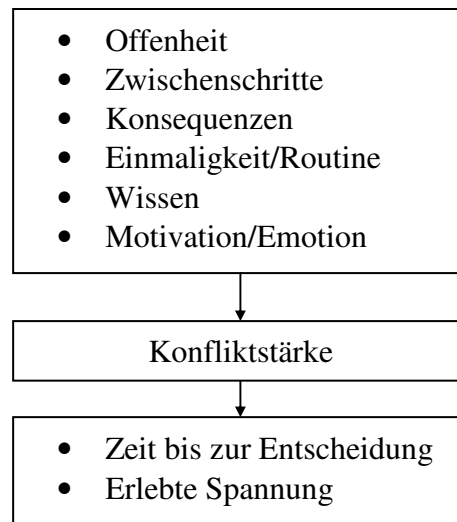 • Offenheit
• Zwischenschritte
• Konsequenzen
• Einmaligkeit/Routine
• Wissen
• Motivation/Emotion
Konfliktstärke
• Zeit bis zur Entscheidung
• Erlebte Spannung